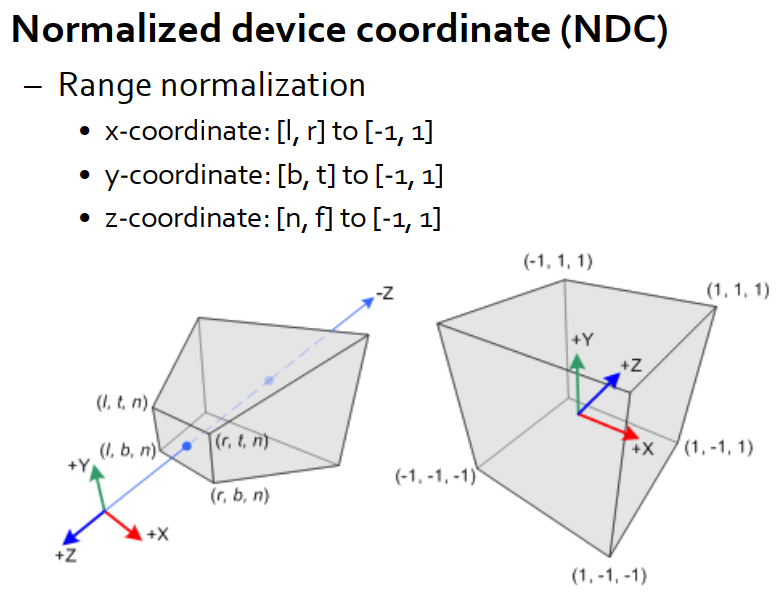 Normalized device coordinate (NDC)
– Range normalization
• x-coordinate: [l, r] to [-1, 1]
• y-coordinate: [b, t] to [-1, 1]
• z-coordinate: [n, f] to [-1, 1]
-Z
(l, t, n)
(r, t, n)
(l, b, n)
(r, b, n)
+Y
+X
+Z
(-1, 1, 1)
(1, 1, 1)
+Y
+Z
+X
(1, -1, 1)
(-1, -1, -1)
(1, -1, -1)